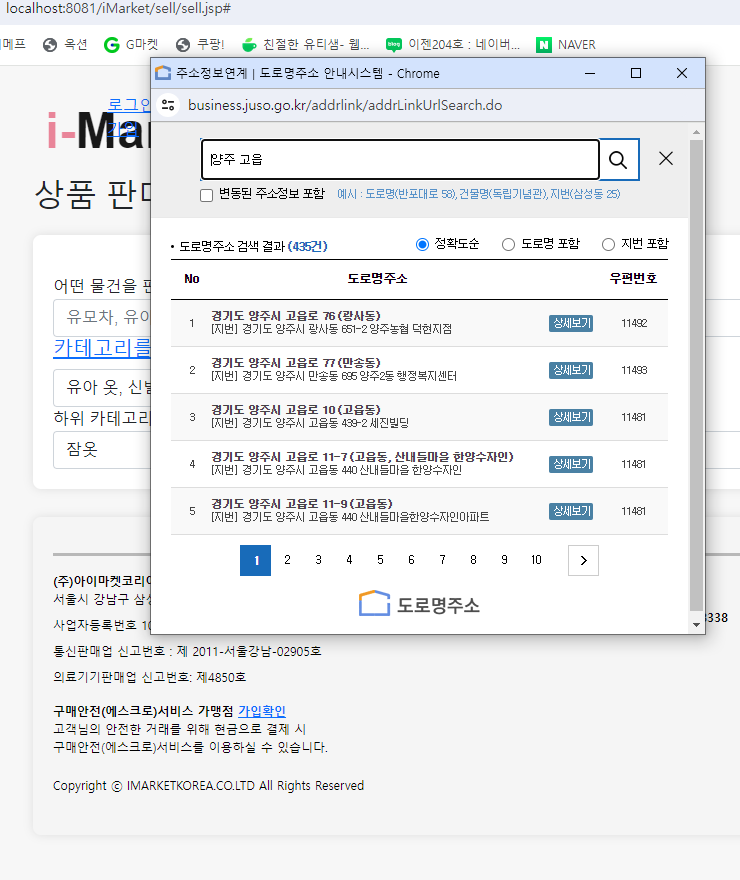 localhost:8081/iMarket/sell/sell.jsp#
메프 옥션 G마켓 쿠팡! 친절한 유티샘- 웹... 이젠204호 : 네이버... NAVER
주소정보연계 | 도로명주소 안내시스템 - Chrome
business.juso.go.kr/addrlink/addrLinkUrlSearch.do
로그인
i-Mar
가입
상품 판매
양주 고읍
변동된 주소정보 포함 예시 : 도로명(반포대로 58), 건물명(독립기념관), 지번(삼성동 25)
도로명주소 검색 결과 (435건) 정확도순 도로명 포함 지번 포함
No 도로명주소 우편번호
1 경기도 양주시 고읍로 76 (광사동) 상세보기 11492
[지번] 경기도 양주시 광사동 651-2 양주농협 덕현지점
2 경기도 양주시 고읍로 77 (만송동) 상세보기 11493
[지번] 경기도 양주시 만송동 695 양주2동 행정복지센터
3 경기도 양주시 고읍로 10 (고읍동) 상세보기 11481
[지번] 경기도 양주시 고읍동 439-2 세진빌딩
4 경기도 양주시 고읍로 11-7 (고읍동, 산내들마을 한양수자인) 상세보기 11481
[지번] 경기도 양주시 고읍동 440 산내들마을 한양수자인
5 경기도 양주시 고읍로 11-9 (고읍동) 상세보기 11481
[지번] 경기도 양주시 고읍동 440 산내들마을한양수자인아파트
1 2 3 4 5 6 7 8 9 10
도로명주소
어떤 물건을 판
유모차, 유아
카테고리를
유아 옷, 신발
하위 카테고리
잠옷
(주)아이마켓코리아
서울시 강남구 삼성
사업자등록번호 10
3338
통신판매업 신고번호 : 제 2011-서울강남-02905호
의료기기판매업 신고번호: 제4850호
구매안전(에스크로)서비스 가맹점 가입확인
고객님의 안전한 거래를 위해 현금으로 결제 시
구매안전(에스크로)서비스를 이용하실 수 있습니다.
Copyright ⓒ IMARKETKOREA.CO.LTD All Rights Reserved